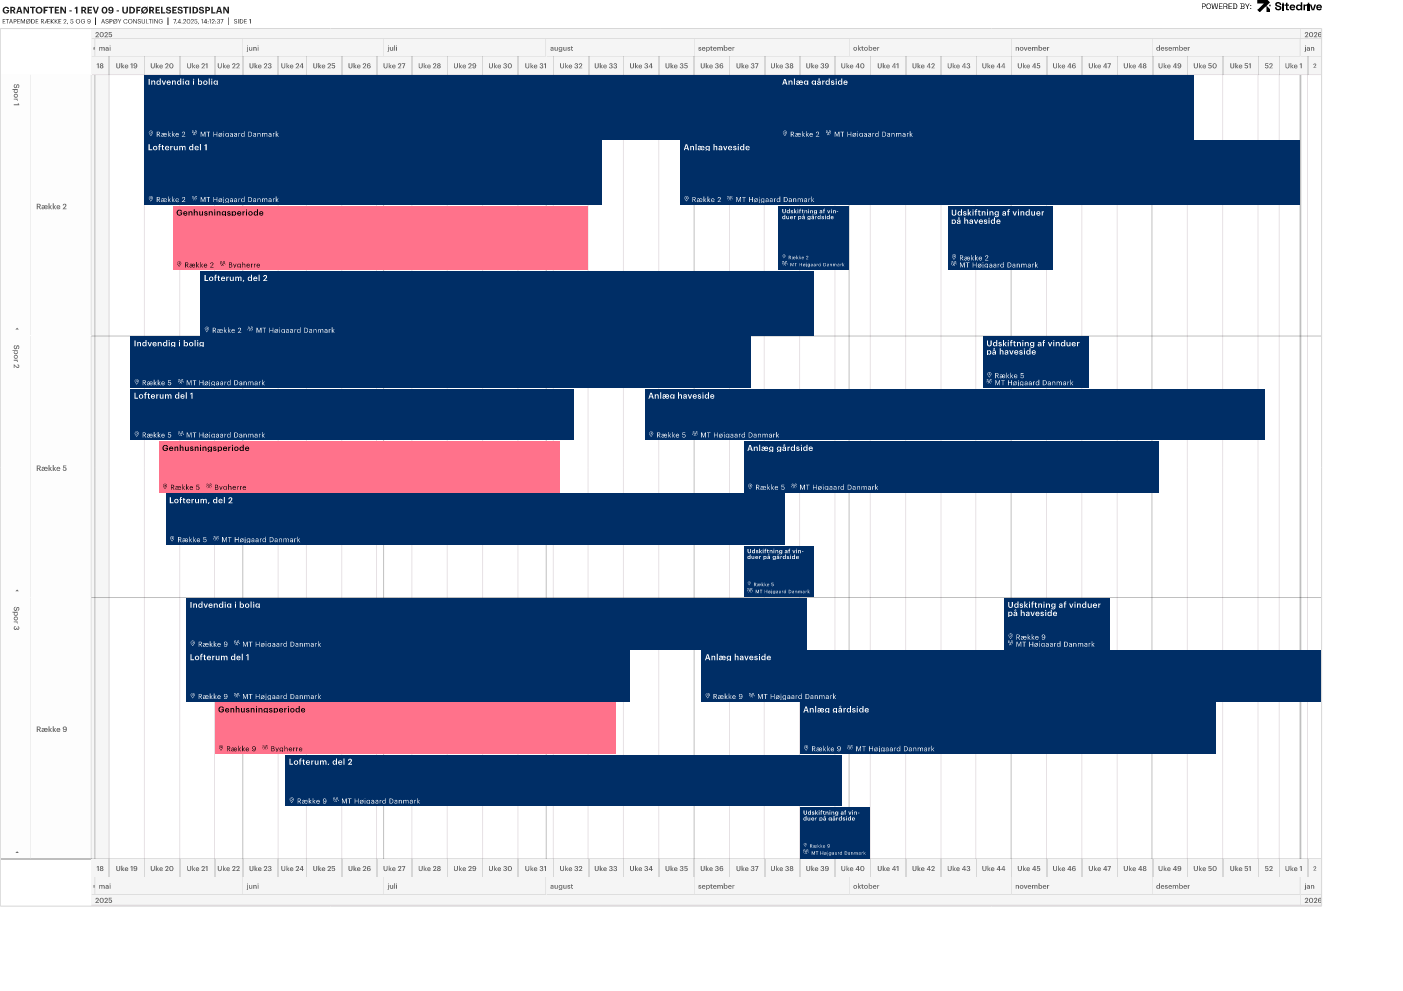 GRANTOFTEN - 1 REV 09 - UDFØRELSESTIDSPLAN
ETAPEMØDE RÆKKE 2, 5 OG 9 | ASPØY CONSULTING | 7.4.2025, 14:12:37 | SIDE 1
POWERED BY: Sitedrive
2025 2026
mai juni juli august september oktober november desember jan
18 Uke 19 Uke 20 Uke 21 Uke 22 Uke 23 Uke 24 Uke 25 Uke 26 Uke 27 Uke 28 Uke 29 Uke 30 Uke 31 Uke 32 Uke 33 Uke 34 Uke 35 Uke 36 Uke 37 Uke 38 Uke 39 Uke 40 Uke 41 Uke 42 Uke 43 Uke 44 Uke 45 Uke 46 Uke 47 Uke 48 Uke 49 Uke 50 Uke 51 52 Uke 1 2
Spor 1
Række 2
Indvendig i bolig
Række 2 MT Højgaard Danmark
Anlæg gårdside
Række 2 MT Højgaard Danmark
Lofterum del 1
Række 2 MT Højgaard Danmark
Anlæg haveside
Række 2 MT Højgaard Danmark
Genhusningsperiode
Række 2 Bygherre
Udskiftning af vin-
duer på gårdside
Række 2
MT Højgaard Danmark
Udskiftning af vinduer
på haveside
Række 2
MT Højgaard Danmark
Lofterum, del 2
Række 2 MT Højgaard Danmark
Spor 2
Række 5
Indvendig i bolig
Række 5 MT Højgaard Danmark
Udskiftning af vinduer
på haveside
Række 5
MT Højgaard Danmark
Lofterum del 1
Række 5 MT Højgaard Danmark
Anlæg haveside
Række 5 MT Højgaard Danmark
Genhusningsperiode
Række 5 Bygherre
Anlæg gårdside
Række 5 MT Højgaard Danmark
Lofterum, del 2
Række 5 MT Højgaard Danmark
Udskiftning af vin-
duer på gårdside
Række 5
MT Højgaard Danmark
Spor 3
Række 9
Indvendig i bolig
Række 9 MT Højgaard Danmark
Udskiftning af vinduer
på haveside
Række 9
MT Højgaard Danmark
Lofterum del 1
Række 9 MT Højgaard Danmark
Anlæg haveside
Række 9 MT Højgaard Danmark
Genhusningsperiode
Række 9 Bygherre
Anlæg gårdside
Række 9 MT Højgaard Danmark
Lofterum, del 2
Række 9 MT Højgaard Danmark
Udskiftning af vin-
duer på gårdside
Række 9
MT Højgaard Danmark
18 Uke 19 Uke 20 Uke 21 Uke 22 Uke 23 Uke 24 Uke 25 Uke 26 Uke 27 Uke 28 Uke 29 Uke 30 Uke 31 Uke 32 Uke 33 Uke 34 Uke 35 Uke 36 Uke 37 Uke 38 Uke 39 Uke 40 Uke 41 Uke 42 Uke 43 Uke 44 Uke 45 Uke 46 Uke 47 Uke 48 Uke 49 Uke 50 Uke 51 52 Uke 1 2
mai juni juli august september oktober november desember jan
2025 2026